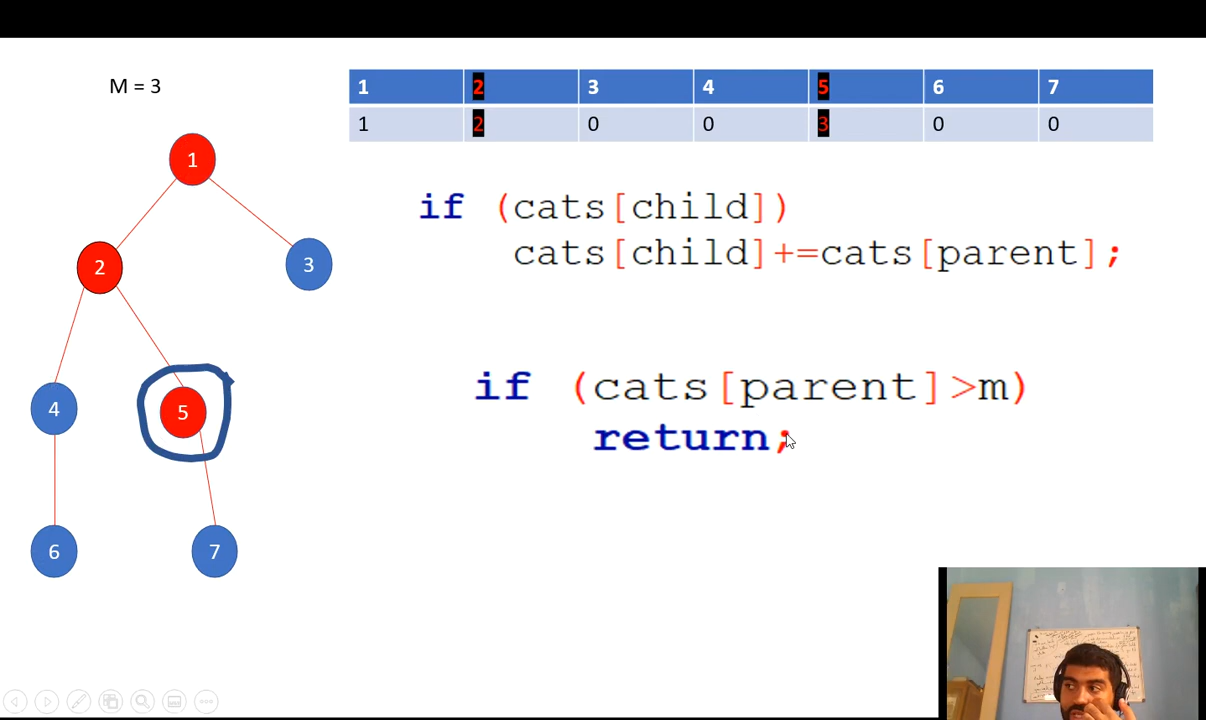 M = 3
1 2 3 4 5 6 7
1 2 0 0 3 0 0
1
2
3
4
5
6
7
if (cats[child])
cats[child]+=cats[parent];
if (cats[parent]>m)
return;